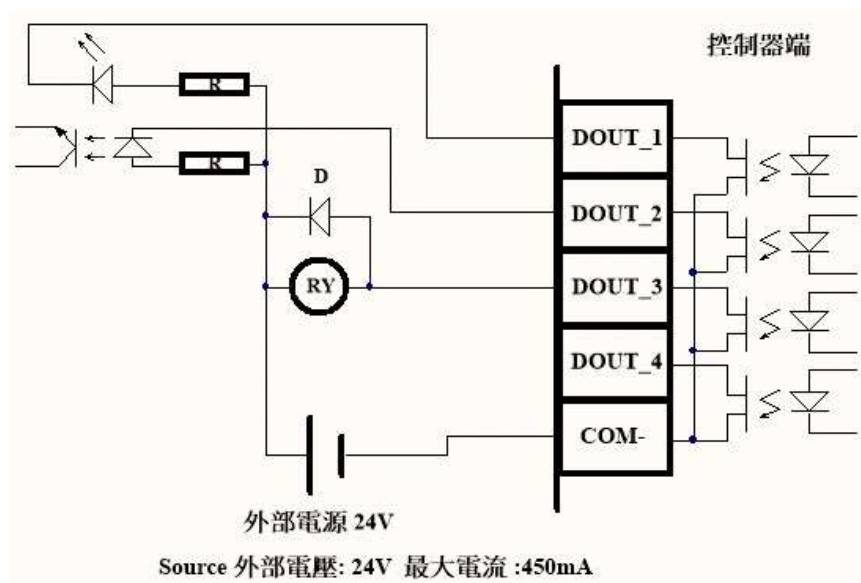 控制器端
R
DOUT_1
R
D
DOUT_2
RY
DOUT_3
DOUT_4
COM-
外部電源 24V
Source 外部電壓: 24V 最大電流 :450mA